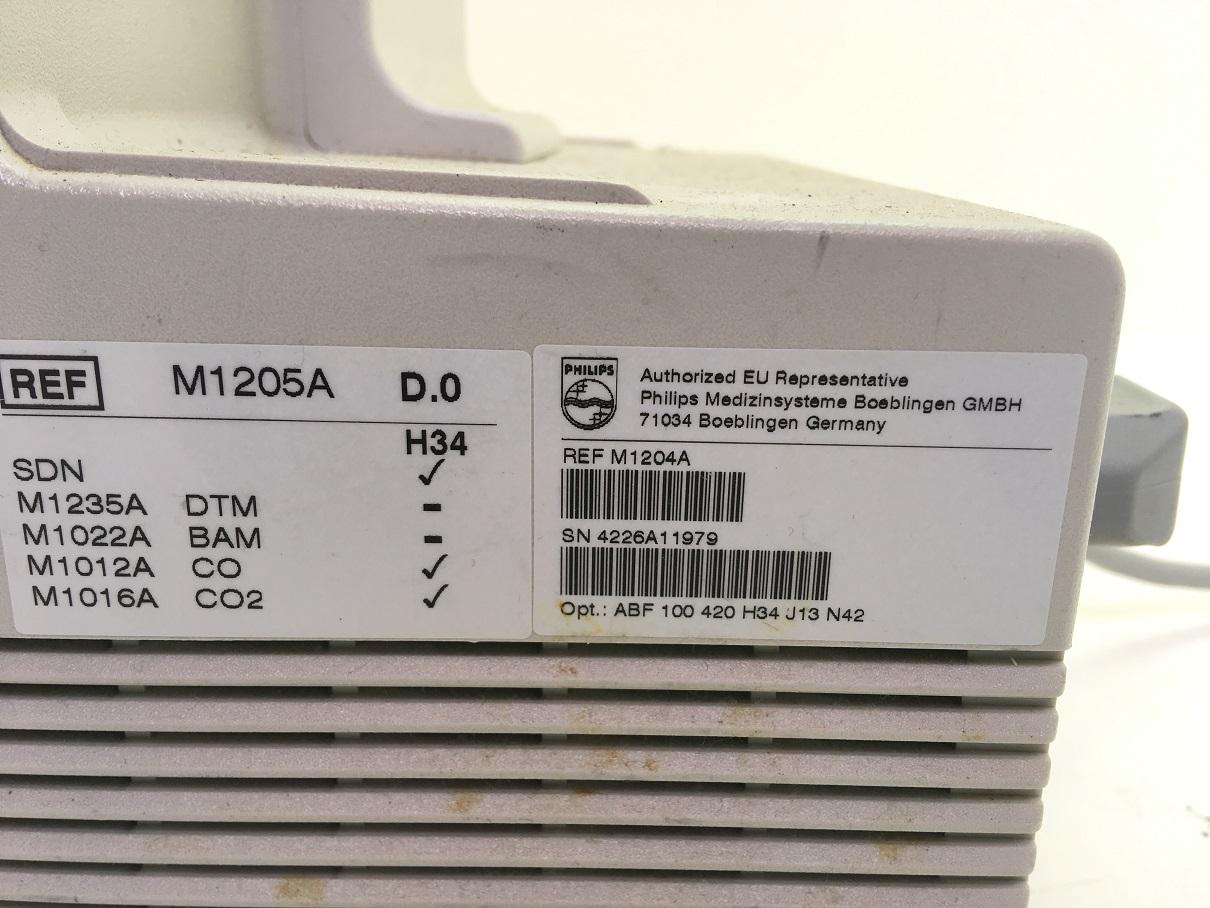 REF M1205A D.0
H34
SDN ✓
M1235A DTM -
M1022A BAM -
M1012A CO ✓
M1016A CO2 ✓
PHILIPS
Authorized EU Representative
Philips Medizinsysteme Boeblingen GMBH
71034 Boeblingen Germany
REF M1204A
SN 4226A11979
Opt.: ABF 100 420 H34 J13 N42